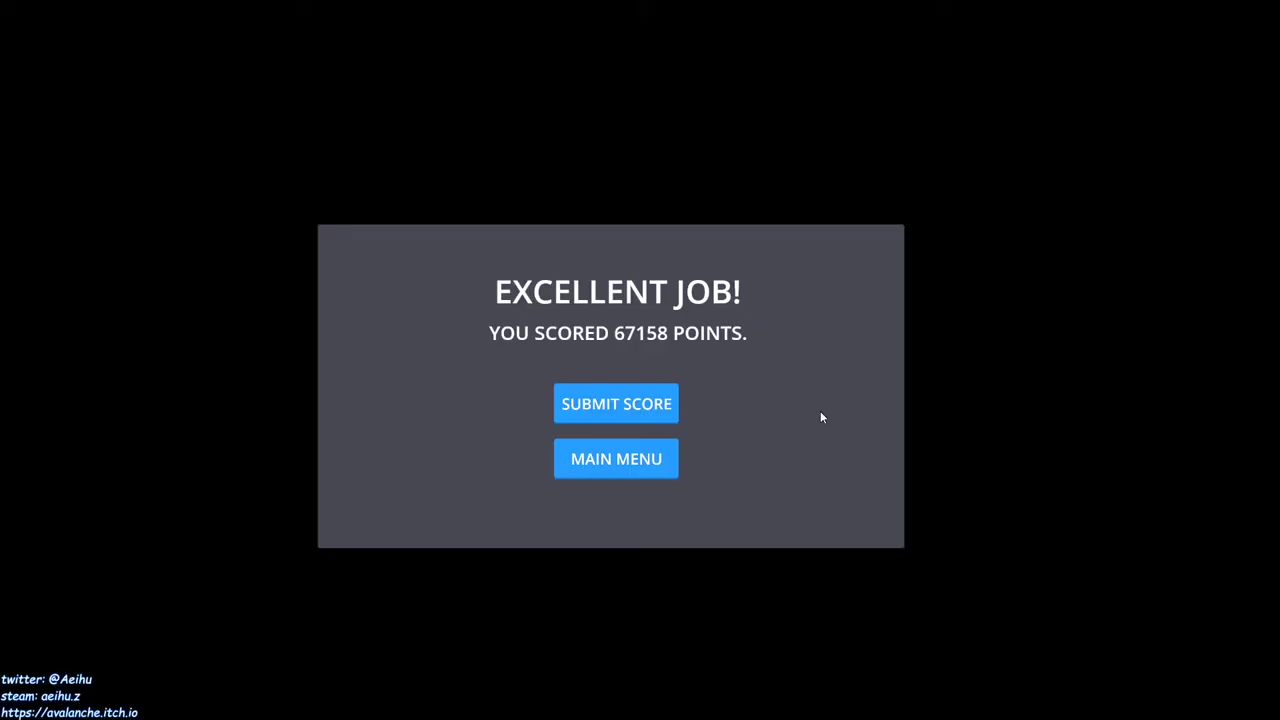 EXCELLENT JOB!
YOU SCORED 67158 POINTS.
SUBMIT SCORE
MAIN MENU
twitter: @Aeihu
steam: aeihu.z
https://avalanche.itch.io